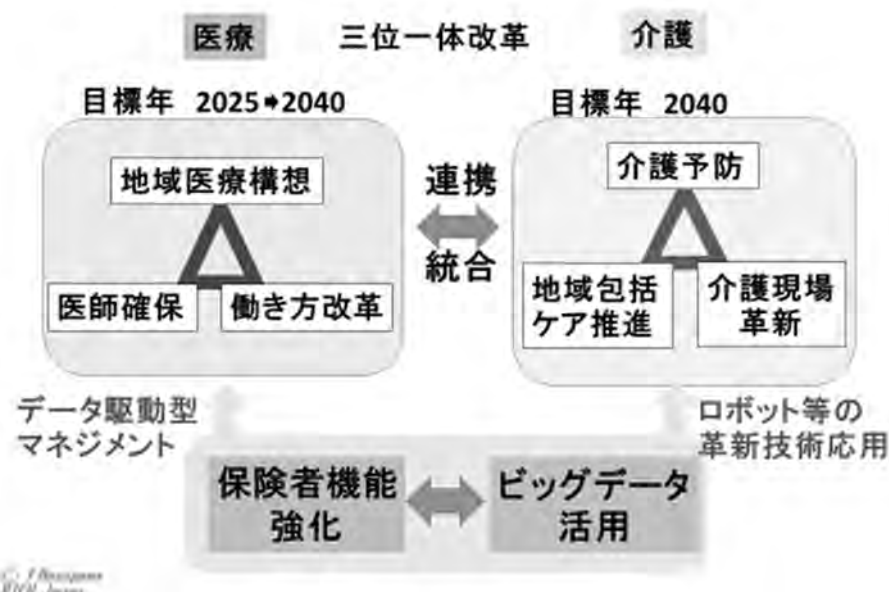 医療 三位一体改革 介護
目標年 2025➡2040
目標年 2040
地域医療構想
医師確保
働き方改革
連携
統合
介護予防
地域包括
ケア推進
介護現場
革新
データ駆動型
マネジメント
ロボット等の
革新技術応用
保険者機能
強化
ビッグデータ
活用